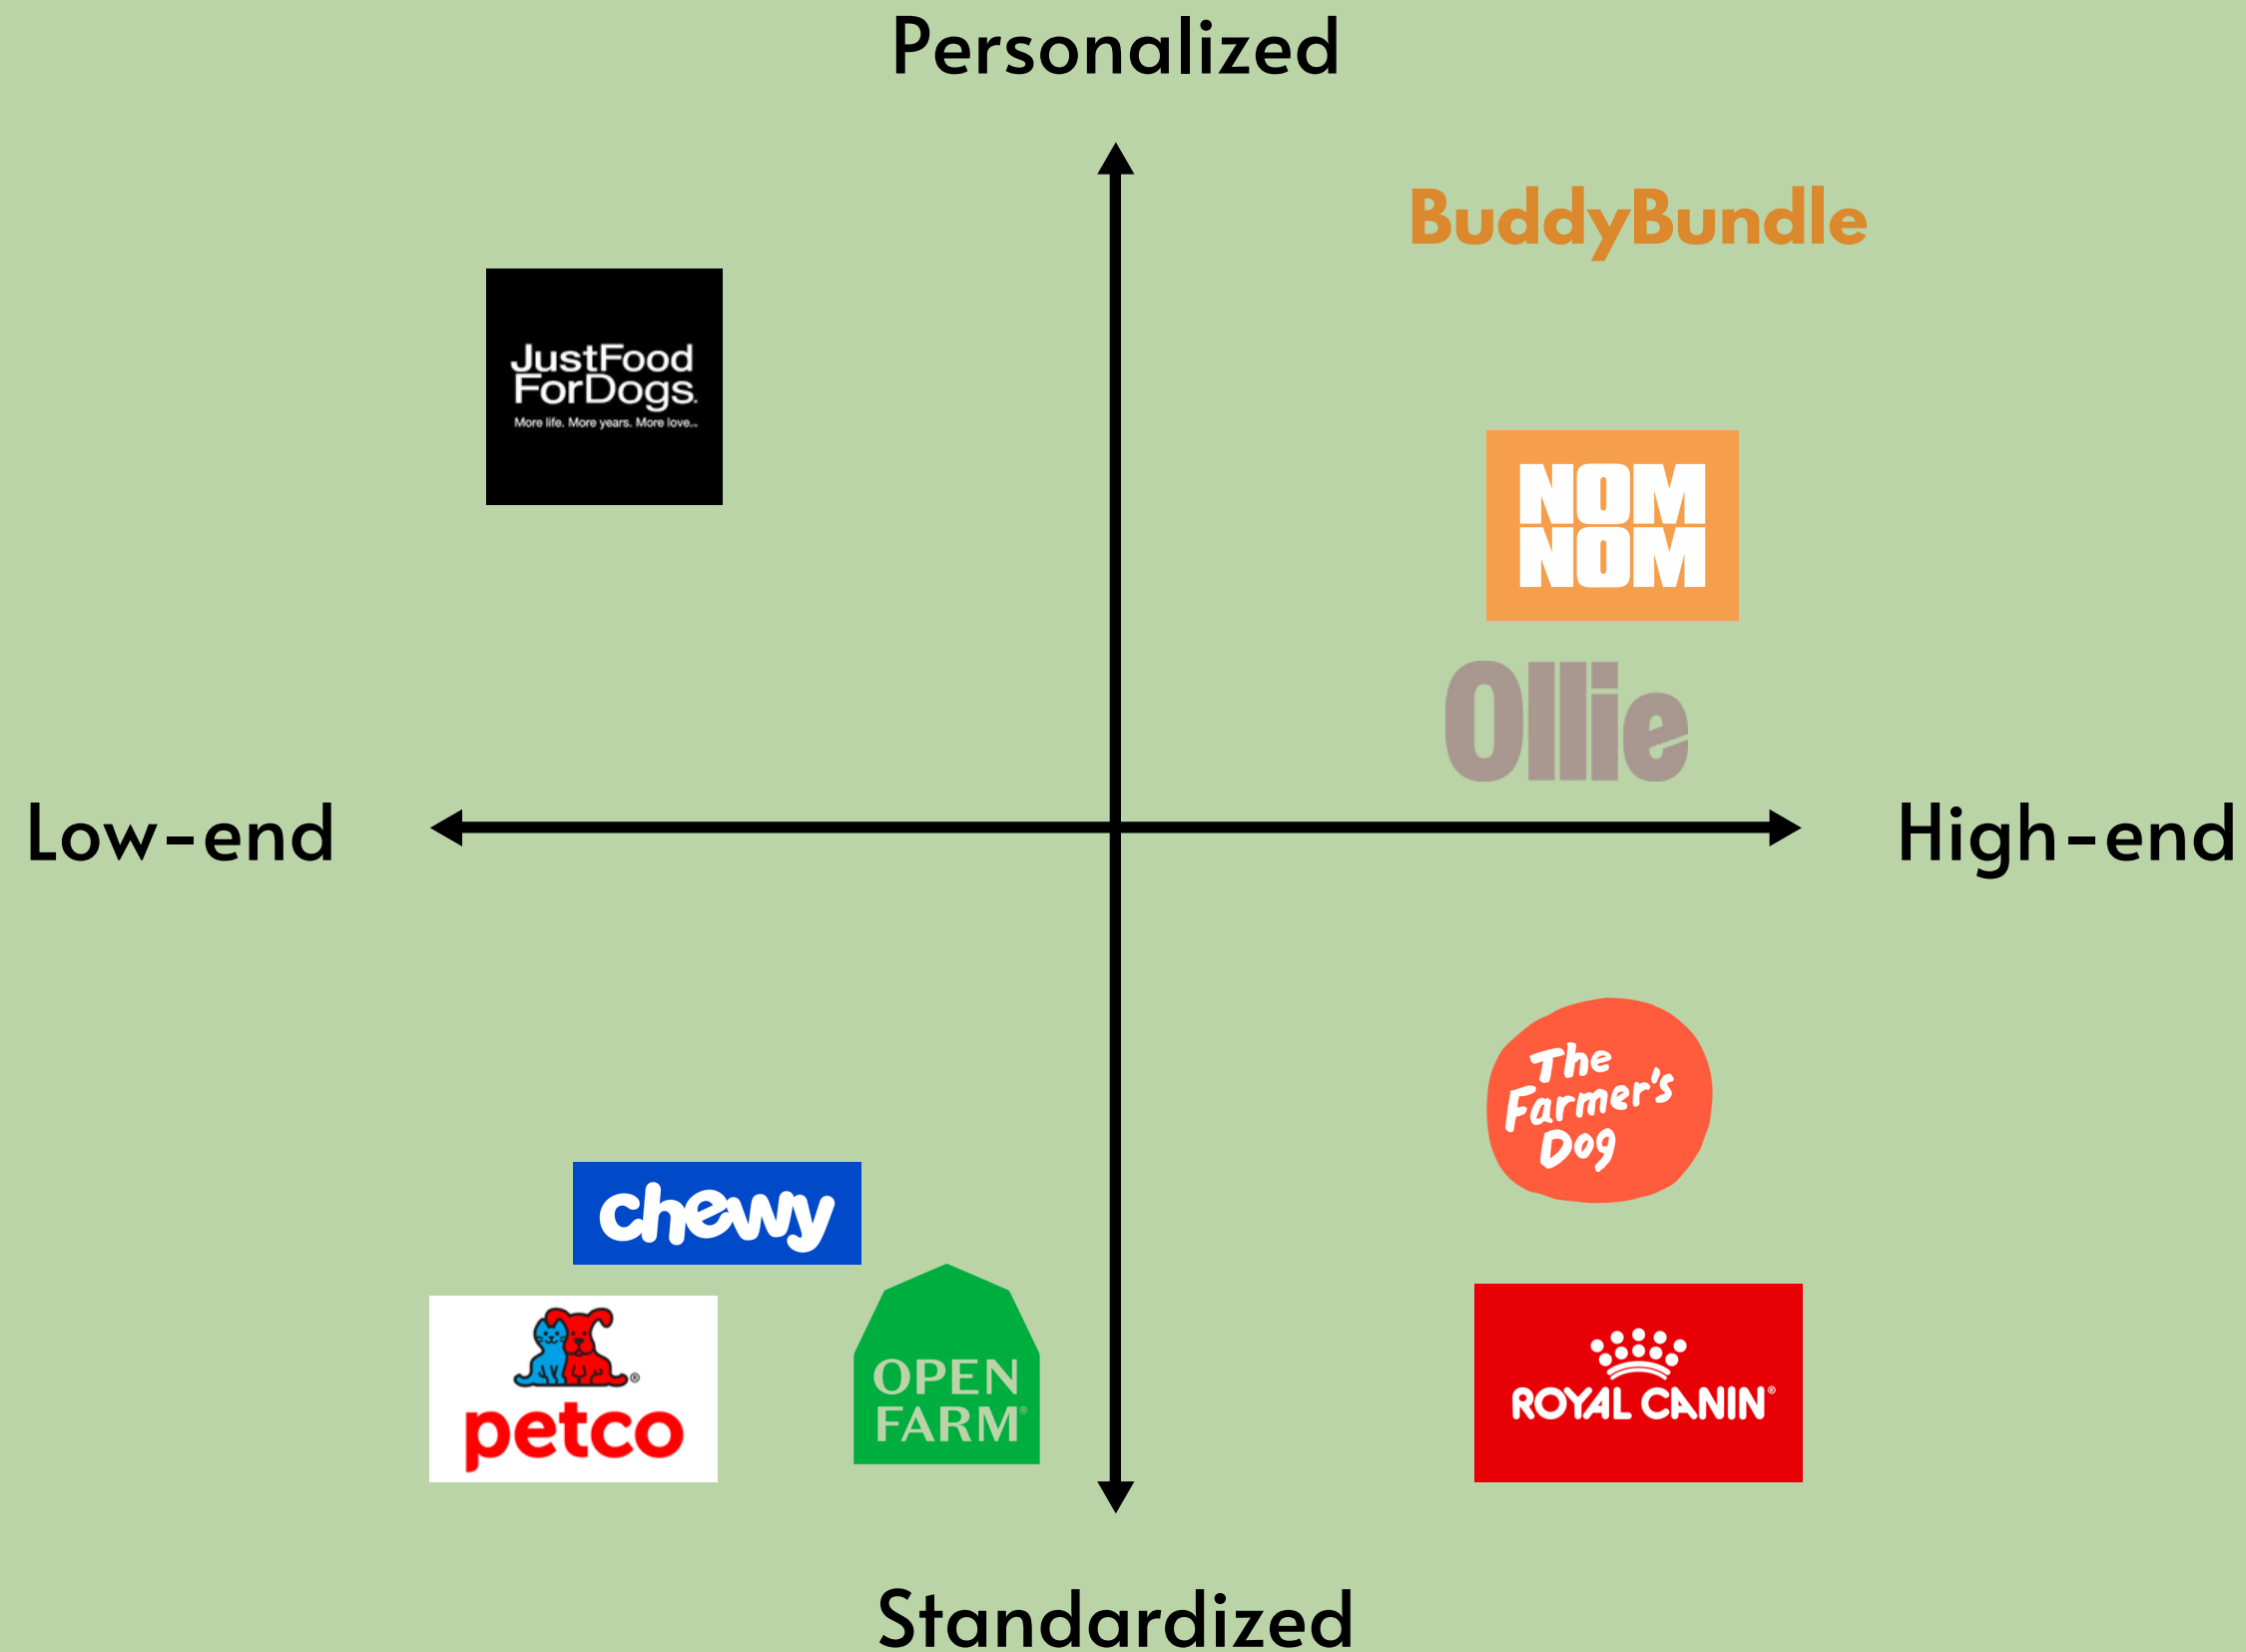 Personalized
BuddyBundle
JustFood
ForDogs.
More life. More years. More love.™
NOM
NOM
Ollie
Low-end
High-end
The
Farmer's
Dog
chewy
petco®
OPEN
FARM®
ROYAL CANIN®
Standardized